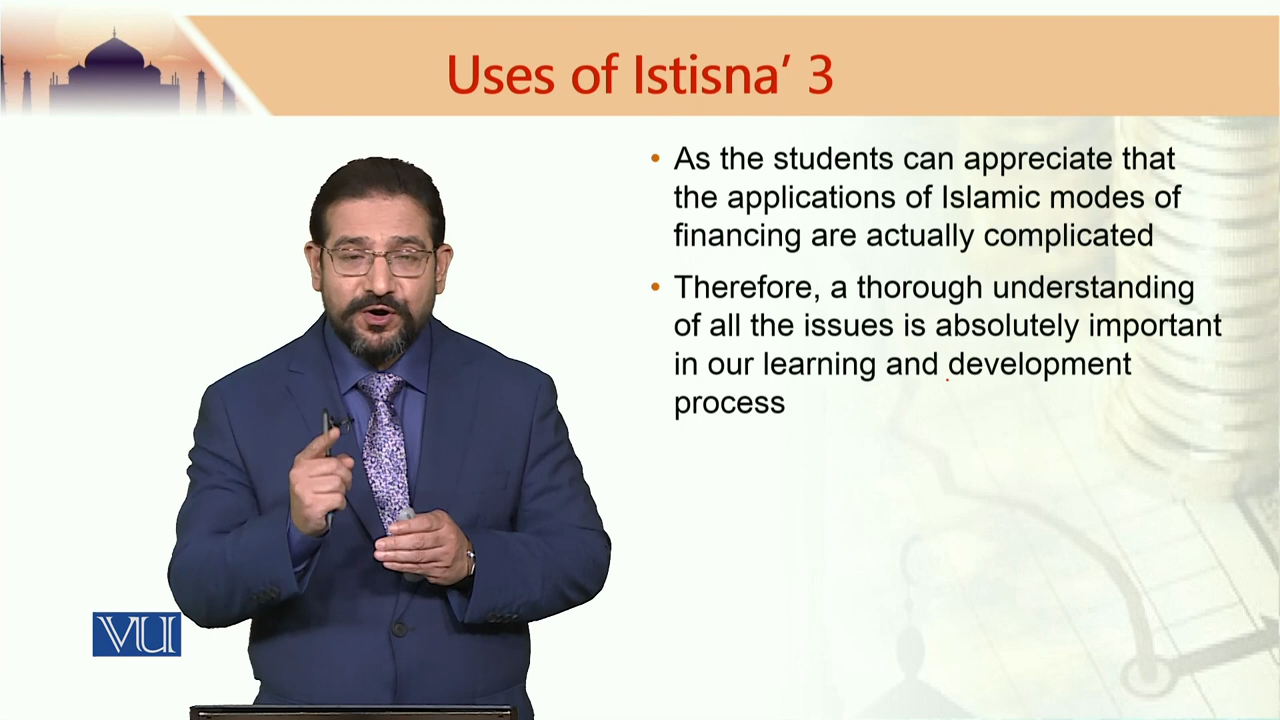 Uses of Istisna’ 3
• As the students can appreciate that
the applications of Islamic modes of
financing are actually complicated
• Therefore, a thorough understanding
of all the issues is absolutely important
in our learning and development
process
VU